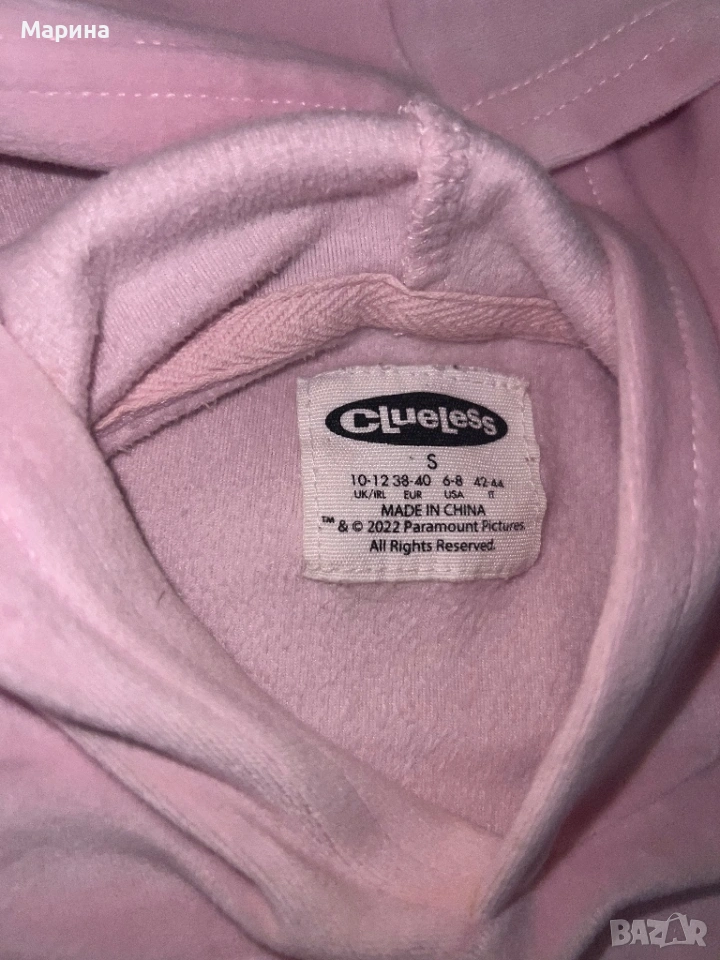 Марина
CLUELESS
S
10-12 38-40 6-8 42-44
UK/IRL EUR USA IT
MADE IN CHINA
™ & © 2022 Paramount Pictures.
All Rights Reserved.
BAZAR